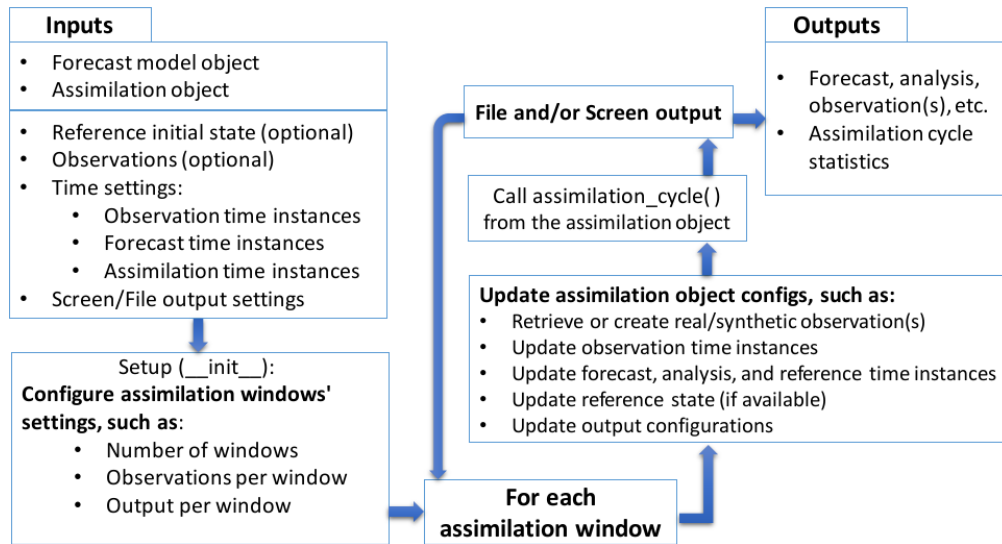 Inputs
• Forecast model object
• Assimilation object
• Reference initial state (optional)
• Observations (optional)
• Time settings:
• Observation time instances
• Forecast time instances
• Assimilation time instances
• Screen/File output settings
Setup (__init__):
Configure assimilation windows'
settings, such as:
• Number of windows
• Observations per window
• Output per window
For each
assimilation window
Update assimilation object configs, such as:
• Retrieve or create real/synthetic observation(s)
• Update observation time instances
• Update forecast, analysis, and reference time instances
• Update reference state (if available)
• Update output configurations
Call assimilation_cycle( )
from the assimilation object
File and/or Screen output
Outputs
• Forecast, analysis,
observation(s), etc.
• Assimilation cycle
statistics